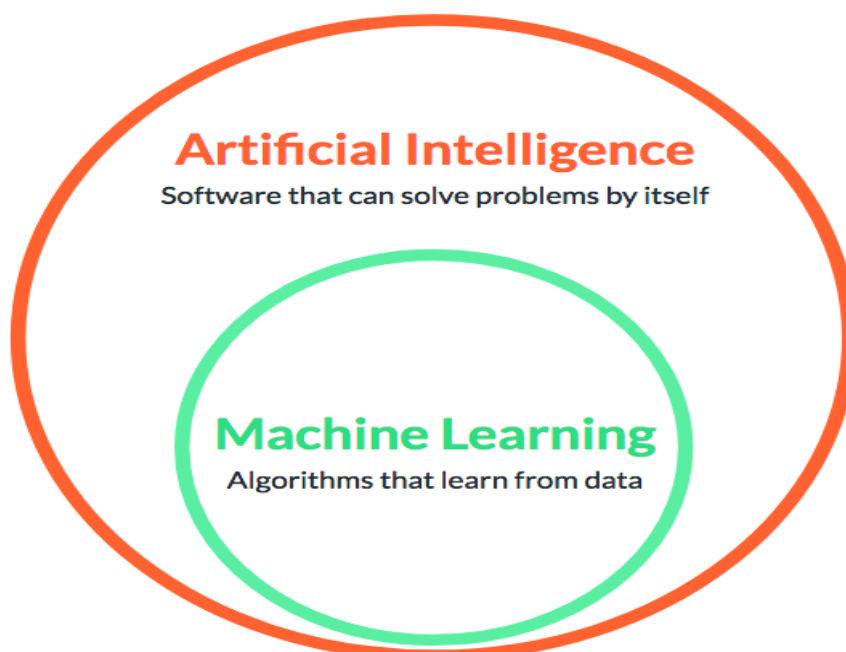 Artificial Intelligence
Software that can solve problems by itself
Machine Learning
Algorithms that learn from data